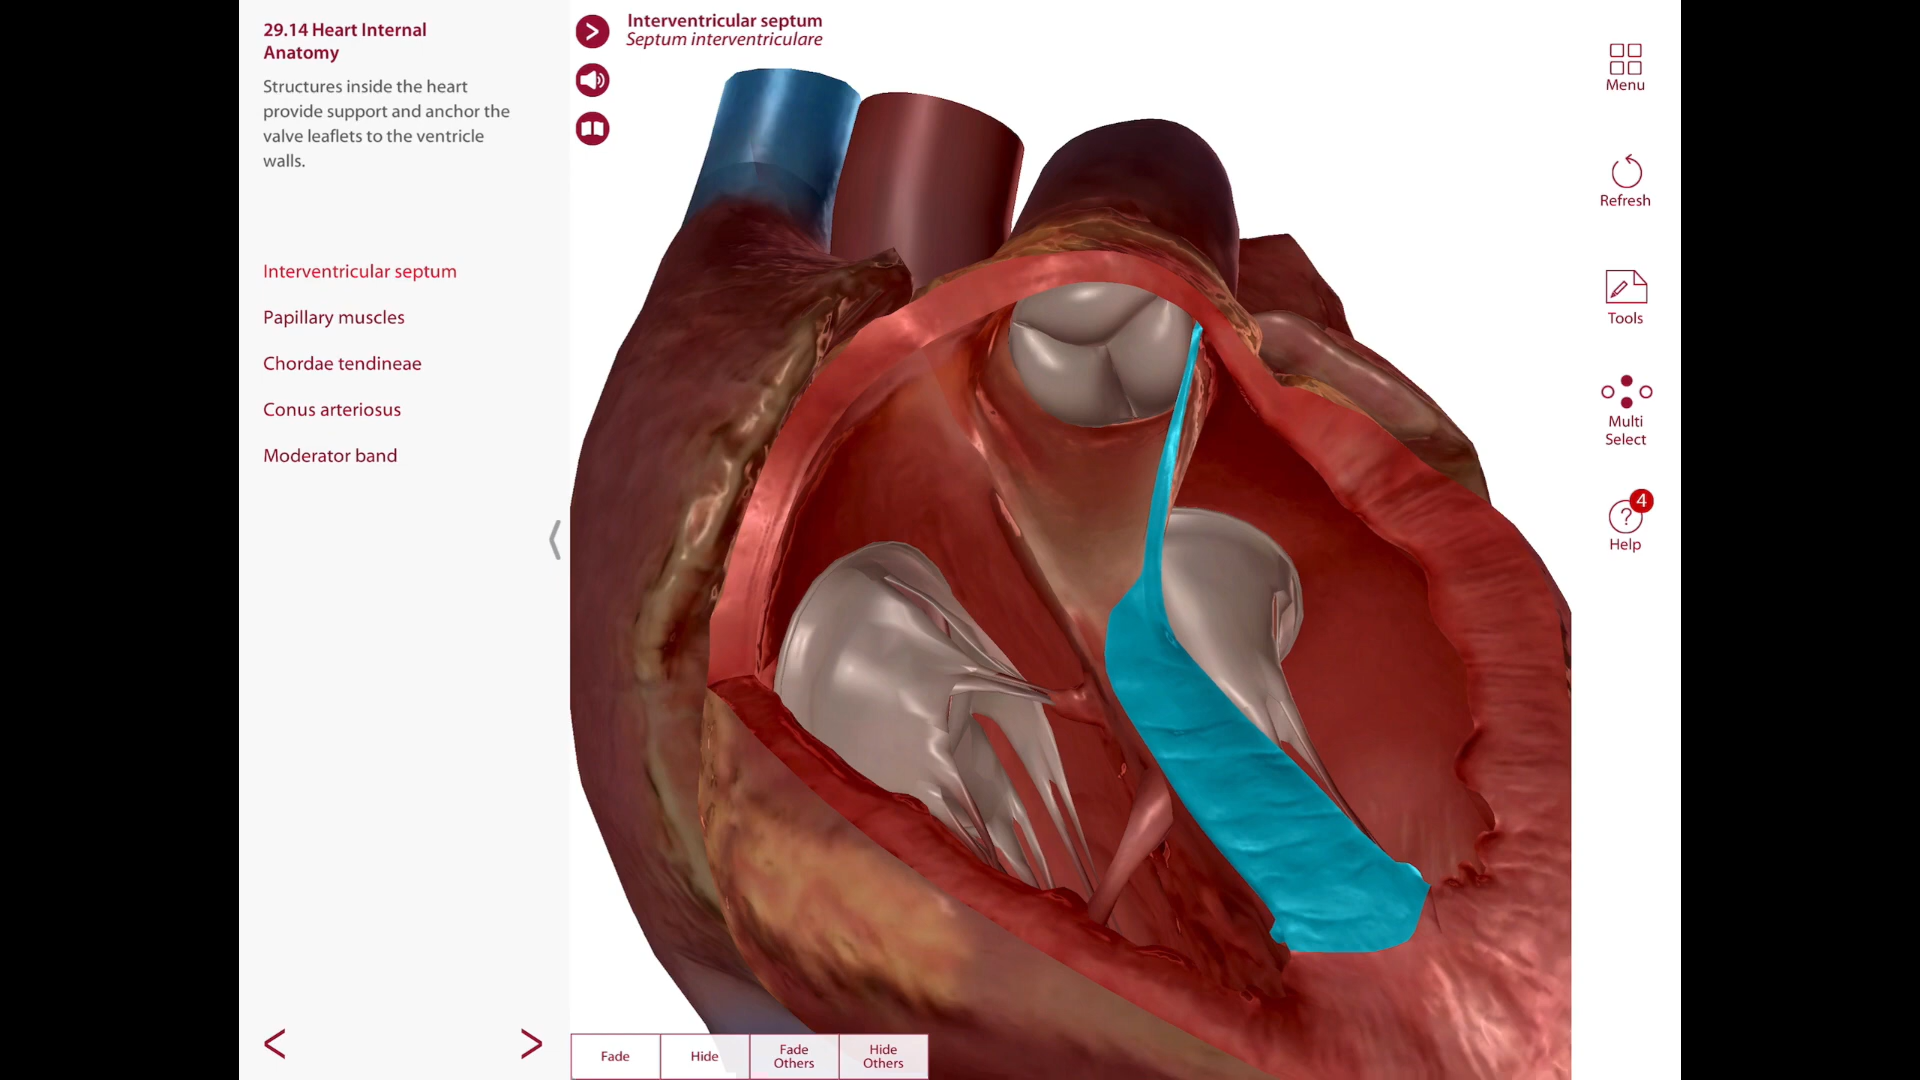 29.14 Heart Internal
Anatomy
Structures inside the heart
provide support and anchor the
valve leaflets to the ventricle
walls.
Interventricular septum
Papillary muscles
Chordae tendineae
Conus arteriosus
Moderator band
Interventricular septum
Septum interventriculare
Menu
Refresh
Tools
Multi
Select
4
?
Help
Fade
Hide
Fade
Others
Hide
Others